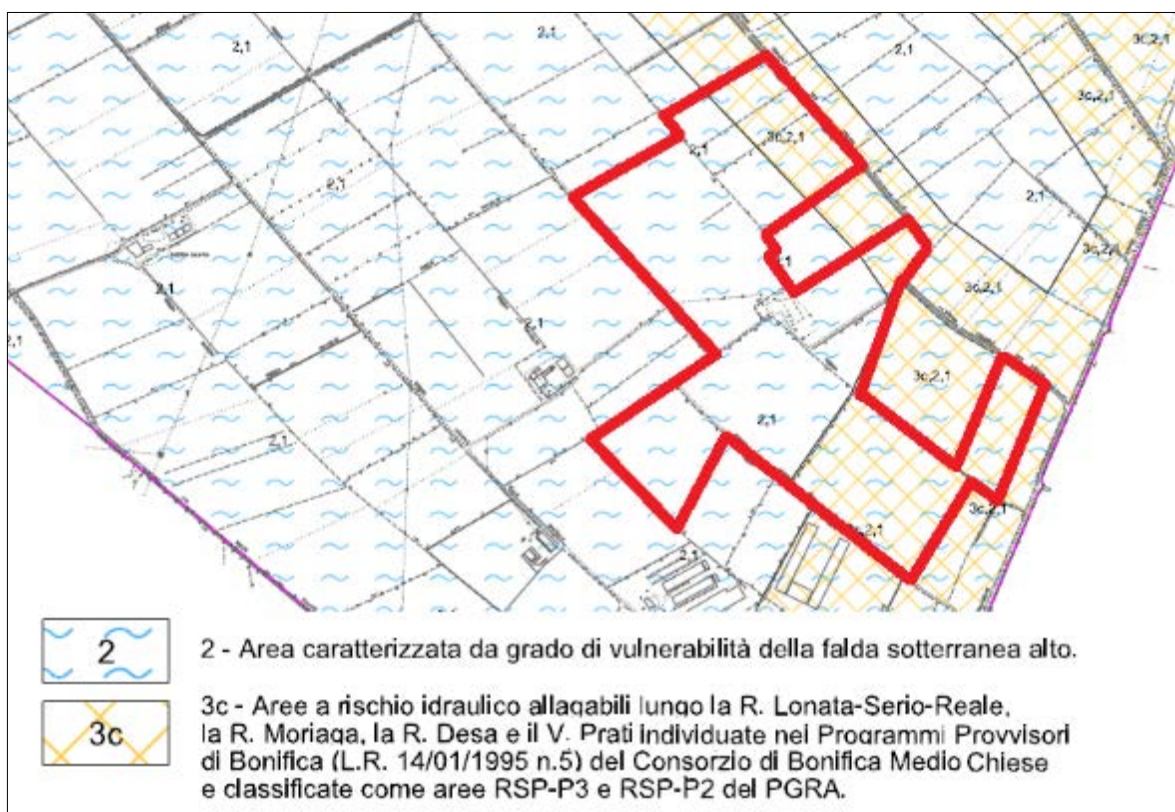 2,1
2,1
3c,2,1
2,1
3c,2,1
3c,2,1
2,1
2,1
2,1
3c,2,1
2,1
2,1
3c,2,1
2,1
3c,2,1
2,1
2,1
3c,2,1
2,1
2
2 - Area caratterizzata da grado di vulnerabilità della falda sotterranea alto.
3c
3c - Aree a rischio idraulico allagabili lungo la R. Lonata-Serio-Reale,
la R. Moriaga, la R. Desa e il V. Prati individuate nei Programmi Provvisori
di Bonifica (L.R. 14/01/1995 n.5) del Consorzio di Bonifica Medio Chiese
e classificate come aree RSP-P3 e RSP-P2 del PGRA.